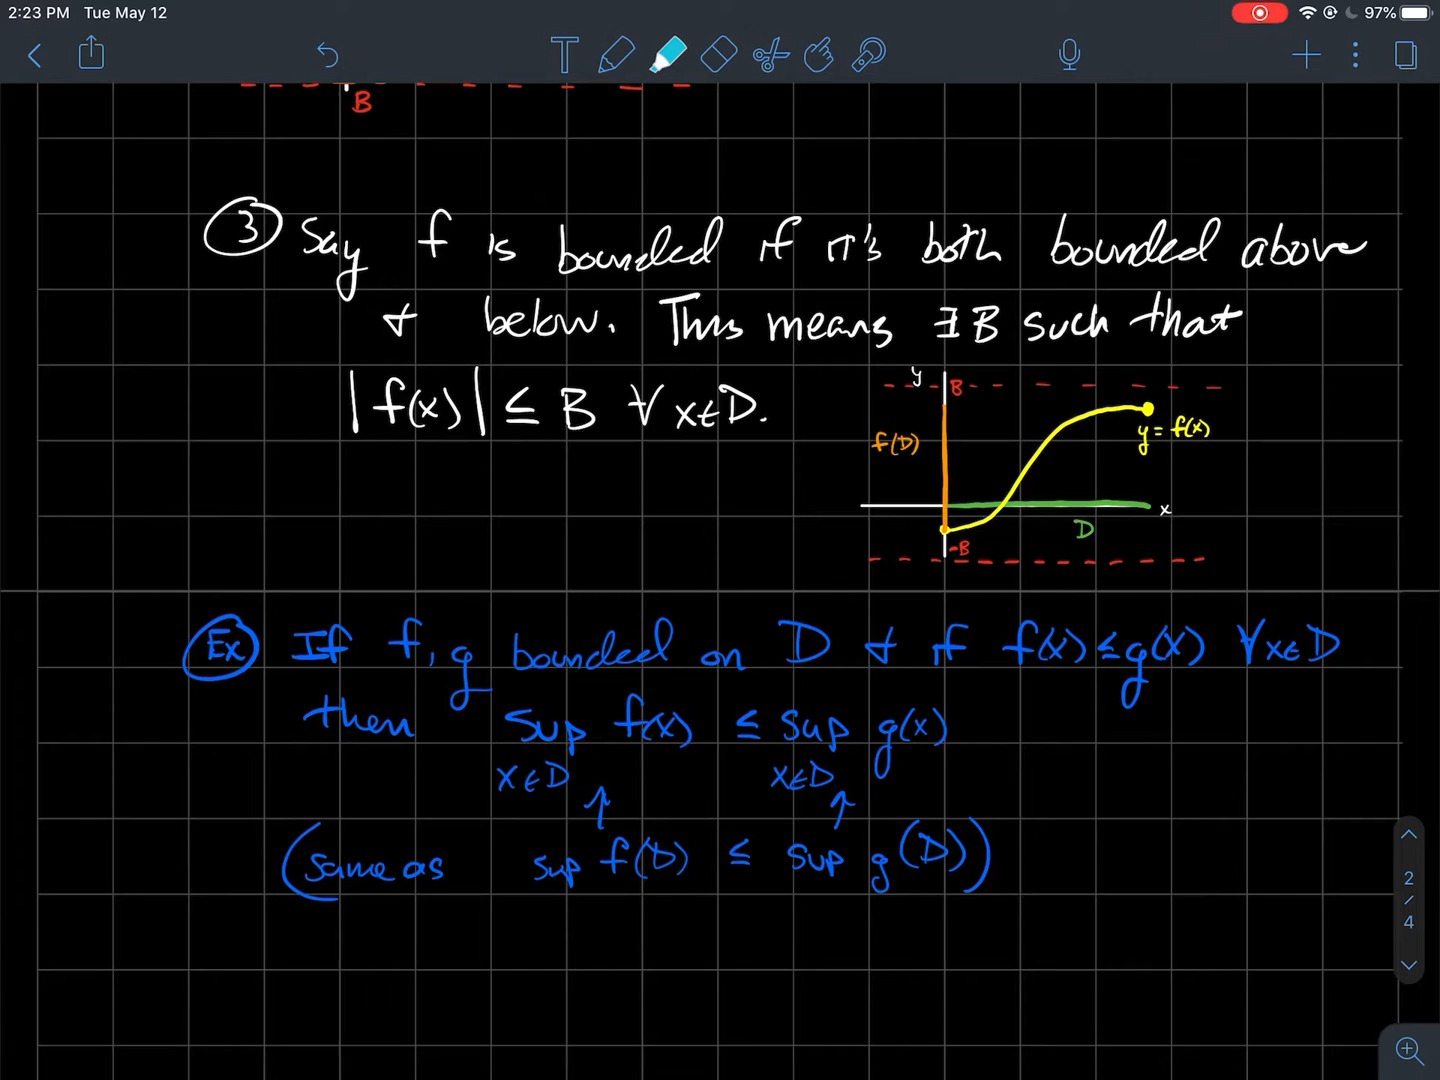 2:23 PM Tue May 12
97%
T
B
③ Say f is bounded if it's both bounded above
& below. This means ∃ B such that
|f(x)| ≤ B ∀ x∈D.
y
B
f(D)
y = f(x)
x
D
-B
Ex If f, g bounded on D & if f(x) ≤ g(x) ∀x∈D
then sup f(x) ≤ sup g(x)
x∈D x∈D
(same as sup f(D) ≤ sup g(D))
2
/
4